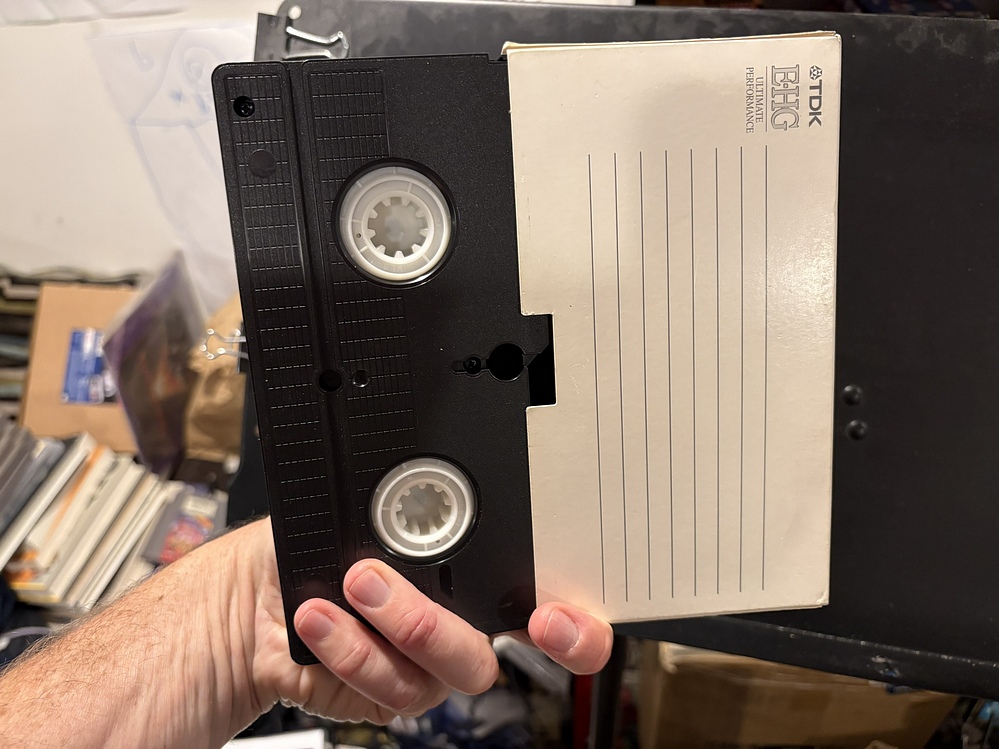 TDK
E-HG
ULTIMATE
PERFORMANCE